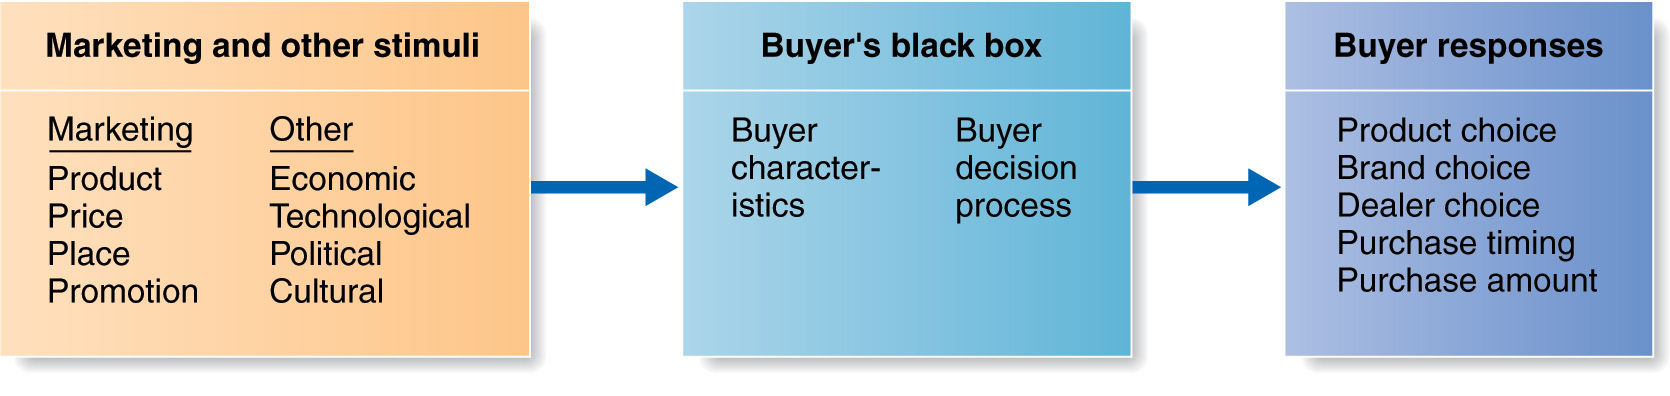 Marketing and other stimuli
Marketing
Product
Price
Place
Promotion
Other
Economic
Technological
Political
Cultural
Buyer's black box
Buyer
character-
istics
Buyer
decision
process
Buyer responses
Product choice
Brand choice
Dealer choice
Purchase timing
Purchase amount